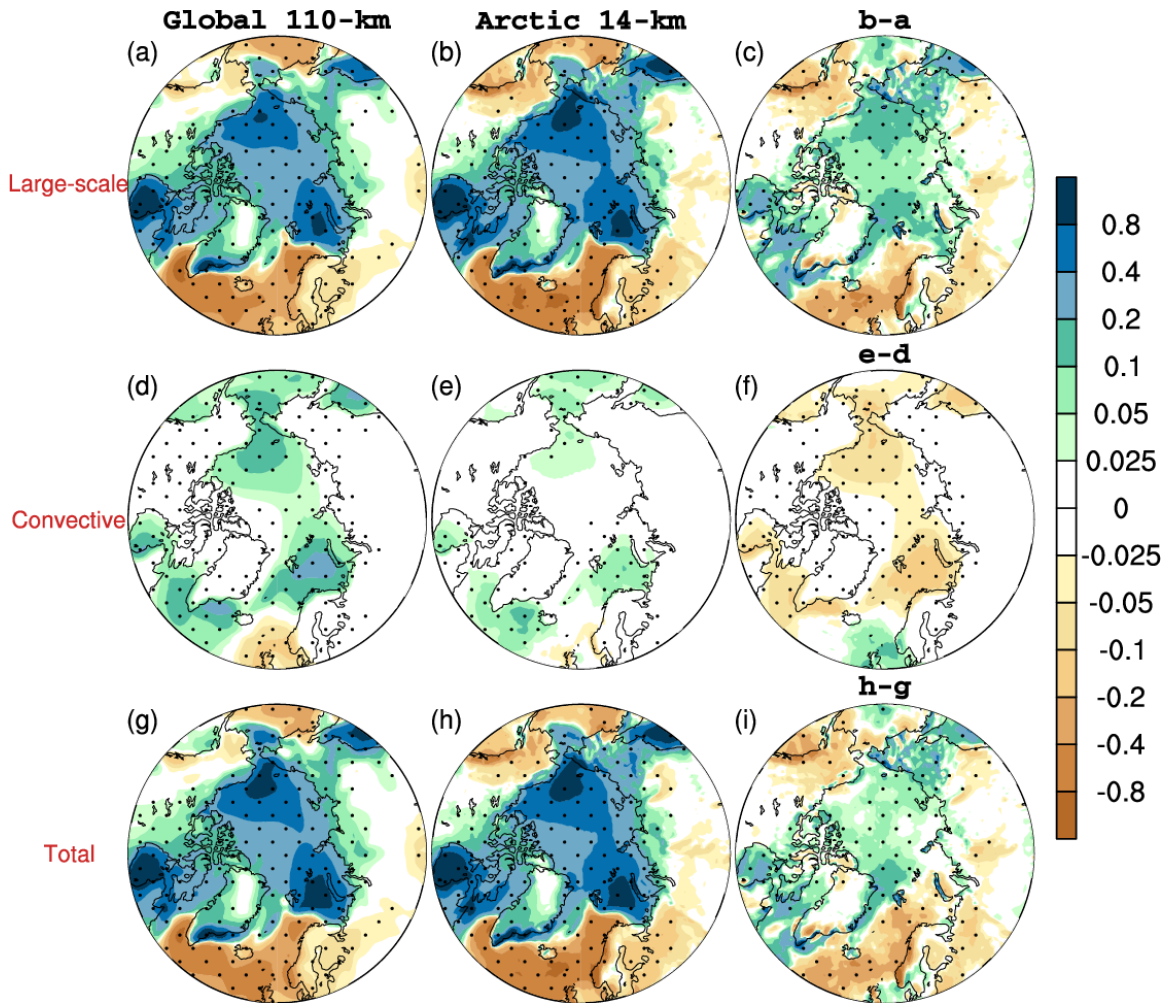 Global 110-km
Arctic 14-km
b-a
(a)
(b)
(c)
Large-scale
e-d
(d)
(e)
(f)
Convective
h-g
(g)
(h)
(i)
Total
0.8
0.4
0.2
0.1
0.05
0.025
0
-0.025
-0.05
-0.1
-0.2
-0.4
-0.8